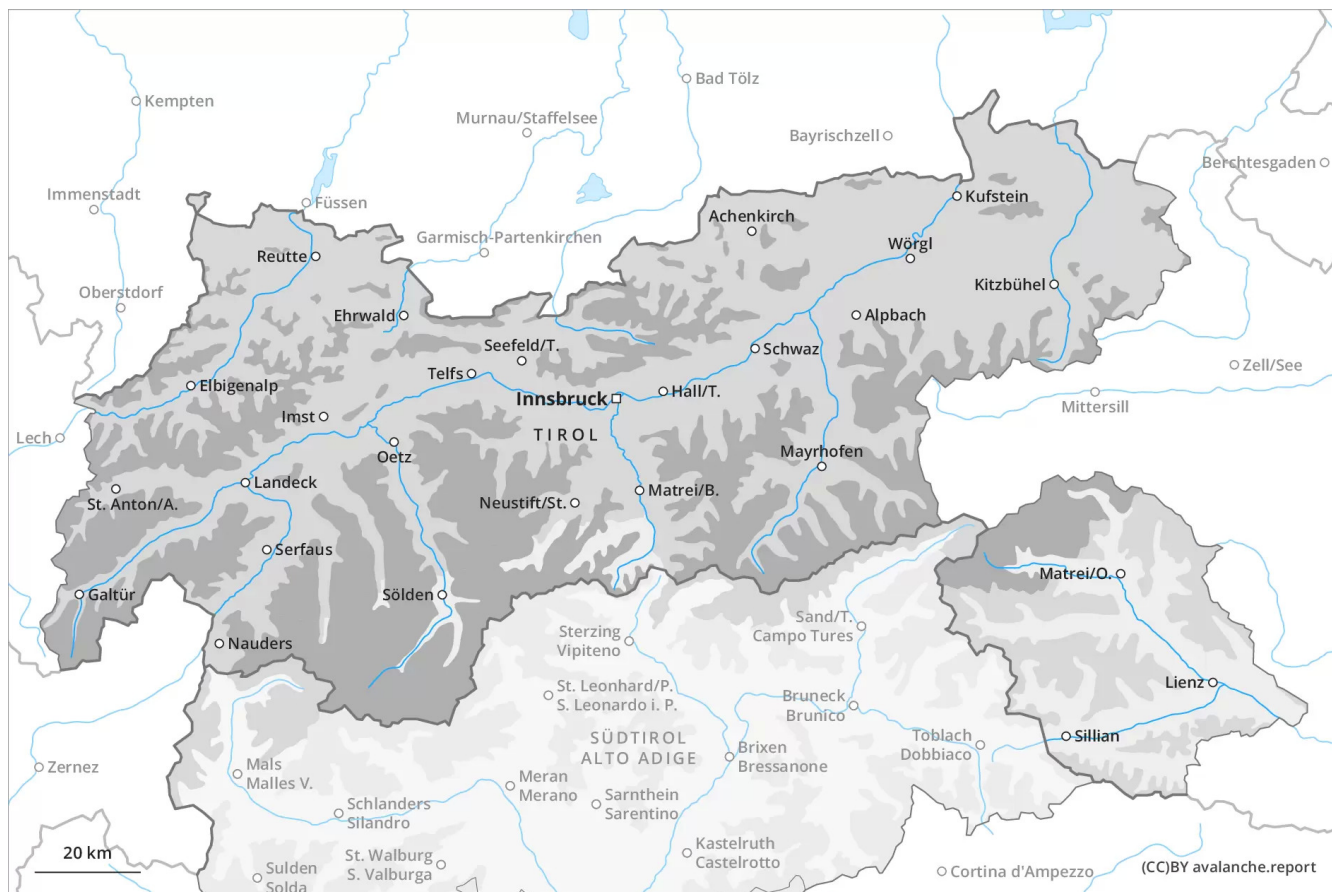 Bad Tölz
Kempten
Murnau/Staffelsee
Bayrischzell
Berchtesgaden
Immenstadt
Füssen
Kufstein
Achenkirch
Garmisch-Partenkirchen
Wörgl
Reutte
Kitzbühel
Oberstdorf
Ehrwald
Alpbach
Seefeld/T.
Schwaz
Zell/See
Telfs
Elbigenalp
Hall/T.
Innsbruck
Mittersill
Imst
Lech
TIROL
Oetz
Mayrhofen
Landeck
Matrei/B.
St. Anton/A.
Neustift/St.
Serfaus
Matrei/O.
Galtür
Sölden
Sand/T.
Campo Tures
Sterzing
Vipiteno
Nauders
Lienz
St. Leonhard/P.
S. Leonardo i. P.
Bruneck
Brunico
Toblach
Dobbiaco
Sillian
SÜDTIROL
ALTO ADIGE
Brixen
Bressanone
Zernez
Mals
Malles V.
Meran
Merano
Sarnthein
Sarentino
Schlanders
Silandro
Kastelruth
Castelrotto
20 km
St. Walburg
S. Valburga
Sulden
Solda
Cortina d'Ampezzo
(CC)BY avalanche.report